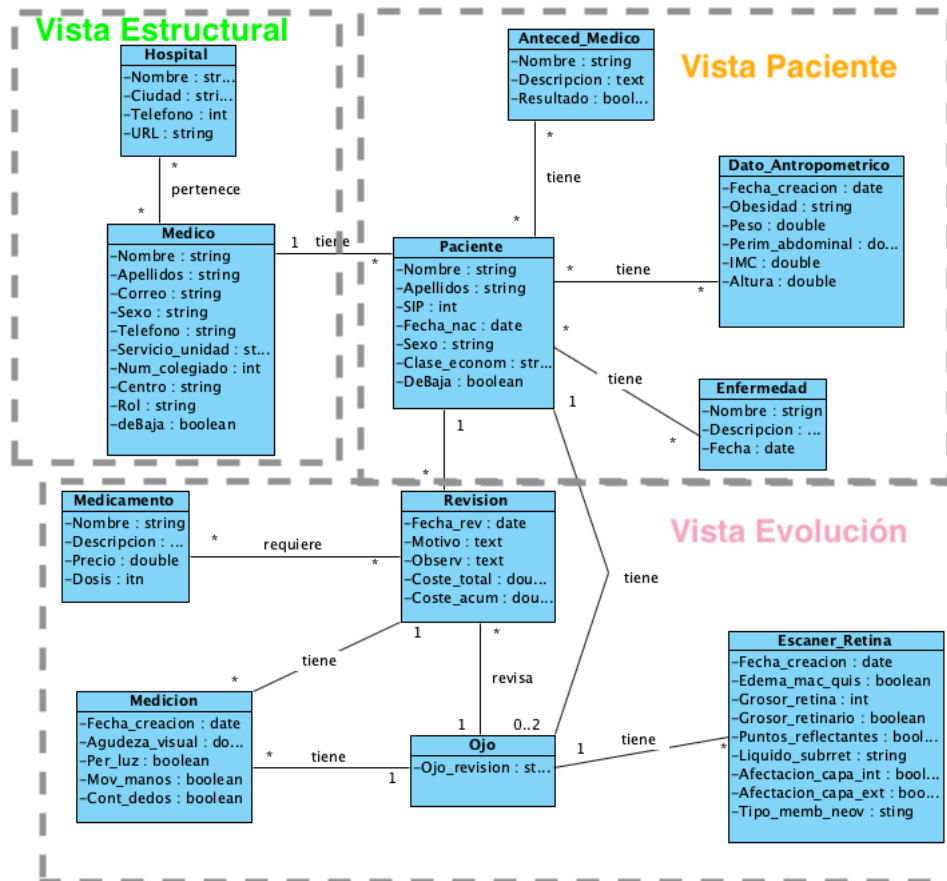 Vista Estructural
Hospital
-Nombre : str...
-Ciudad : stri...
-Telefono : int
-URL : string
*
pertenece
*
Medico
-Nombre : string
-Apellidos : string
-Correo : string
-Sexo : string
-Telefono : string
-Servicio_unidad : st...
-Num_colegiado : int
-Centro : string
-Rol : string
-deBaja : boolean
1 tiene *
Vista Paciente
Anteced_Medico
-Nombre : string
-Descripcion : text
-Resultado : bool...
*
tiene
*
Paciente
-Nombre : string
-Apellidos : string
-SIP : int
-Fecha_nac : date
-Sexo : string
-Clase_econom : str...
-DeBaja : boolean
* tiene *
Dato_Antropometrico
-Fecha_creacion : date
-Obesidad : string
-Peso : double
-Perim_abdominal : do...
-IMC : double
-Altura : double
*
tiene
*
Enfermedad
-Nombre : strign
-Descripcion : ...
-Fecha : date
1
*
1
tiene
0..2
Vista Evolución
Medicamento
-Nombre : string
-Descripcion : ...
-Precio : double
-Dosis : itn
* requiere *
Revision
-Fecha_rev : date
-Motivo : text
-Observ : text
-Coste_total : dou...
-Coste_acum : dou...
1
tiene
*
*
revisa
1
Medicion
-Fecha_creacion : date
-Agudeza_visual : do...
-Per_luz : boolean
-Mov_manos : boolean
-Cont_dedos : boolean
* tiene 1
Ojo
-Ojo_revision : st...
1 tiene *
Escaner_Retina
-Fecha_creacion : date
-Edema_mac_quis : boolean
-Grosor_retina : int
-Grosor_retinario : boolean
-Puntos_reflectantes : bool...
-Liquido_subrret : string
-Afectacion_capa_int : bool...
-Afectacion_capa_ext : boo...
-Tipo_memb_neov : sting